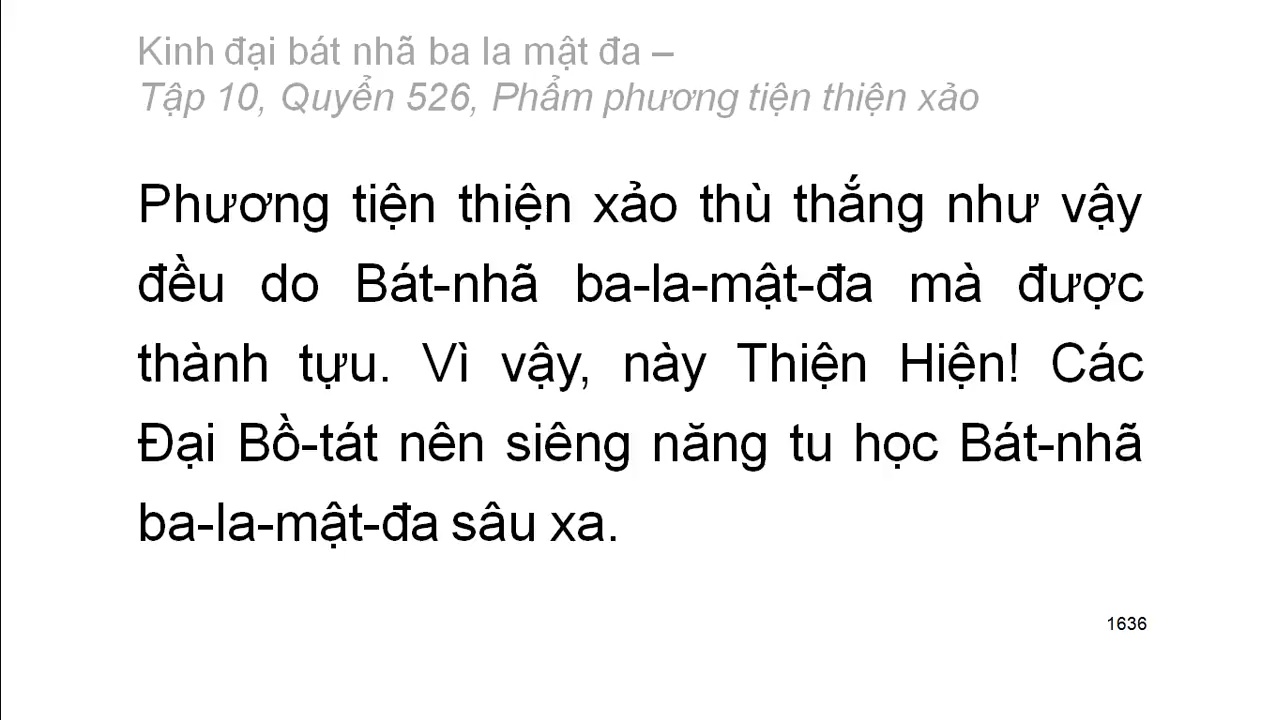 Kinh đại bát nhã ba la mật đa –
Tập 10, Quyển 526, Phẩm phương tiện thiện xảo
Phương tiện thiện xảo thù thắng như vậy
đều do Bát-nhã ba-la-mật-đa mà được
thành tựu. Vì vậy, này Thiện Hiện! Các
Đại Bồ-tát nên siêng năng tu học Bát-nhã
ba-la-mật-đa sâu xa.
1636